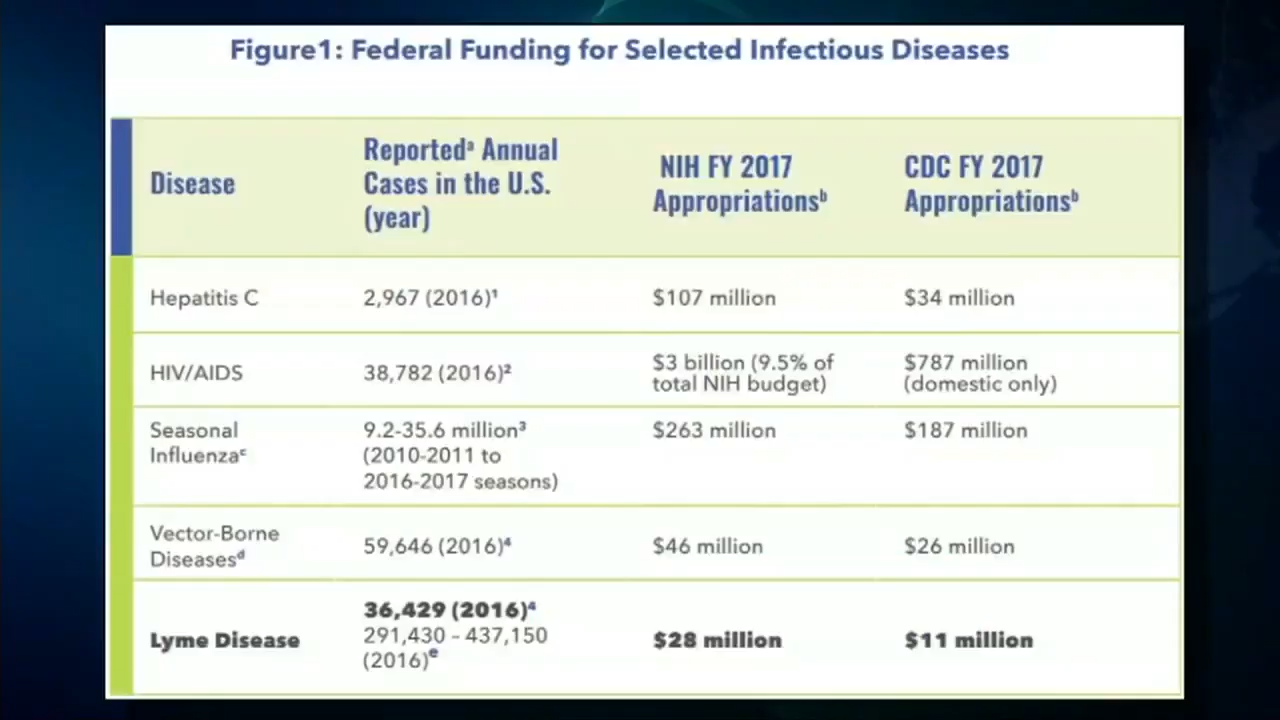 Figure1: Federal Funding for Selected Infectious Diseases
Disease
Reportedᵃ Annual
Cases in the U.S.
(year)
NIH FY 2017
Appropriationsᵇ
CDC FY 2017
Appropriationsᵇ
Hepatitis C
2,967 (2016)¹
$107 million
$34 million
HIV/AIDS
38,782 (2016)²
$3 billion (9.5% of
total NIH budget)
$787 million
(domestic only)
Seasonal
Influenzaᶜ
9.2-35.6 million³
(2010-2011 to
2016-2017 seasons)
$263 million
$187 million
Vector-Borne
Diseasesᵈ
59,646 (2016)⁴
$46 million
$26 million
Lyme Disease
36,429 (2016)⁴
291,430 – 437,150
(2016)ᵉ
$28 million
$11 million